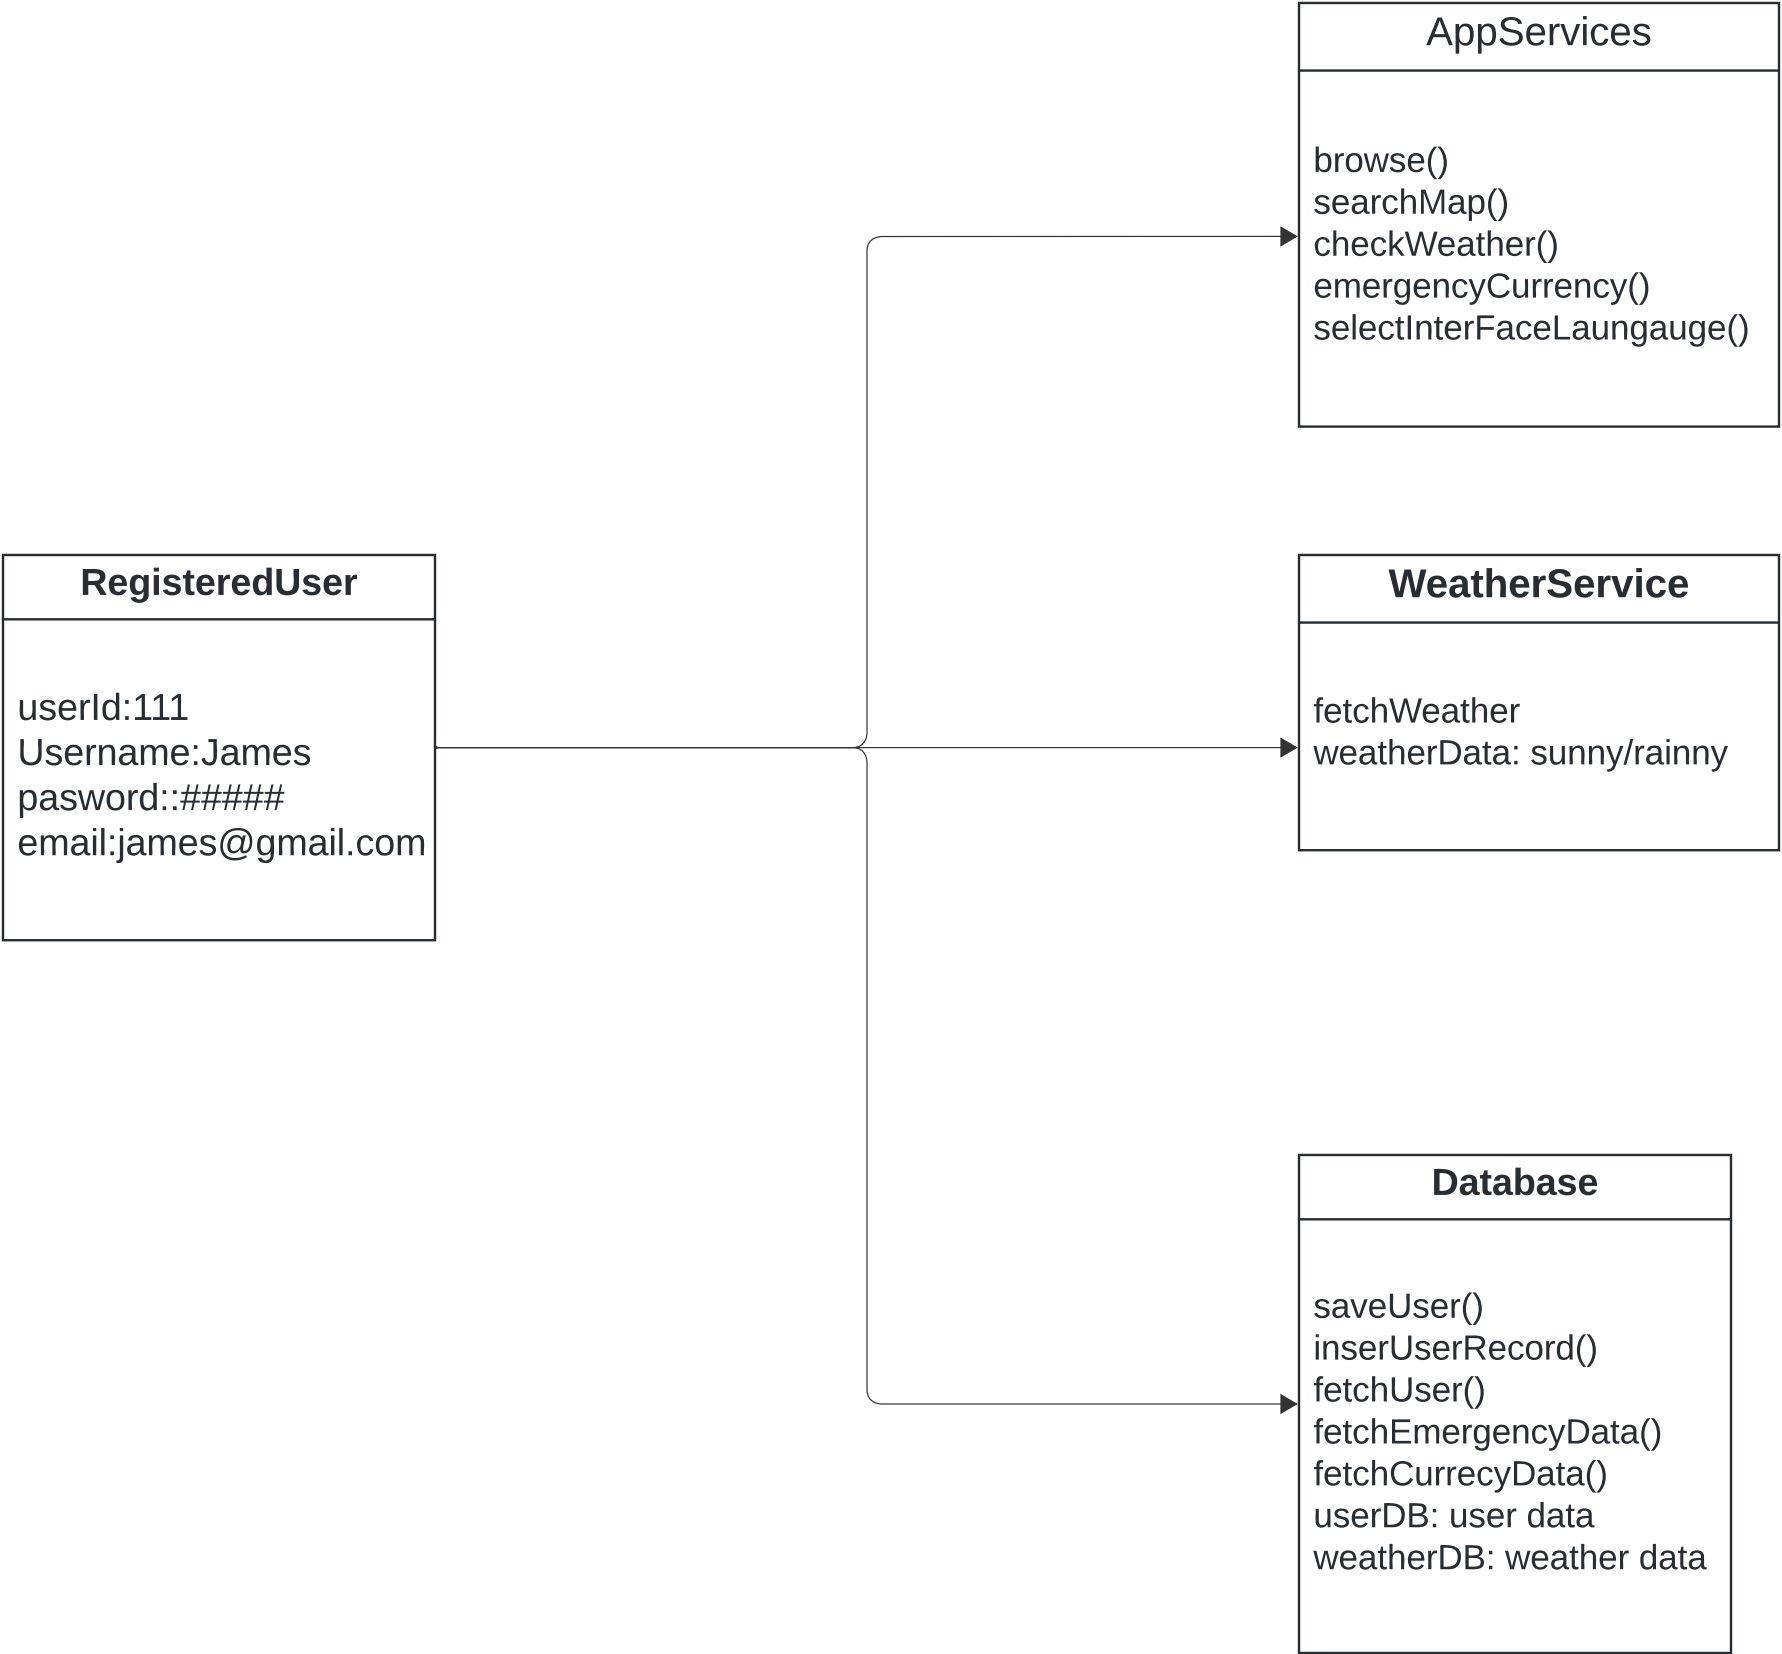 AppServices
browse()
searchMap()
checkWeather()
emergencyCurrency()
selectInterFaceLaungauge()
RegisteredUser
userId:111
Username:James
pasword::#####
email:james@gmail.com
WeatherService
fetchWeather
weatherData: sunny/rainny
Database
saveUser()
inserUserRecord()
fetchUser()
fetchEmergencyData()
fetchCurrecyData()
userDB: user data
weatherDB: weather data